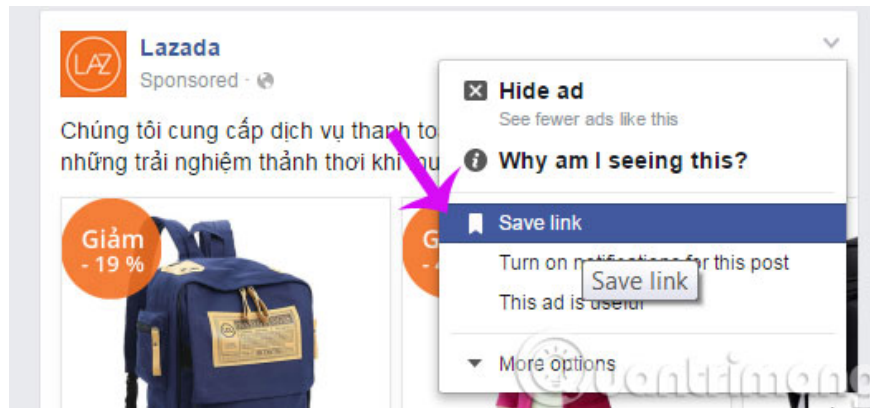 LAZ
Lazada
Sponsored ·
Chúng tôi cung cấp dịch vụ thanh to
những trải nghiệm thảnh thơi khi mu
Hide ad
See fewer ads like this
Why am I seeing this?
Save link
Turn on notifications for this post
Save link
This ad is useful
More options
Giảm
- 19 %
G
uantrimang